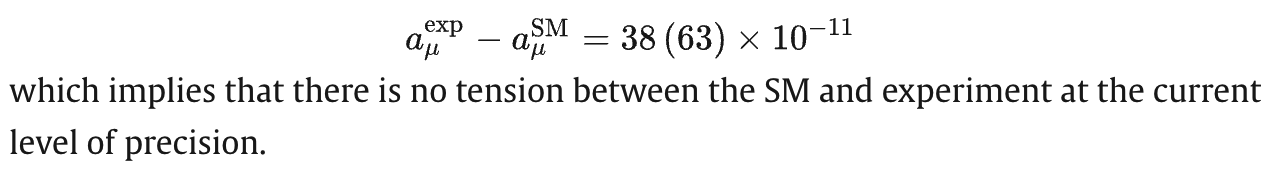 a_μ^exp − a_μ^SM = 38 (63) × 10^−11
which implies that there is no tension between the SM and experiment at the current
level of precision.